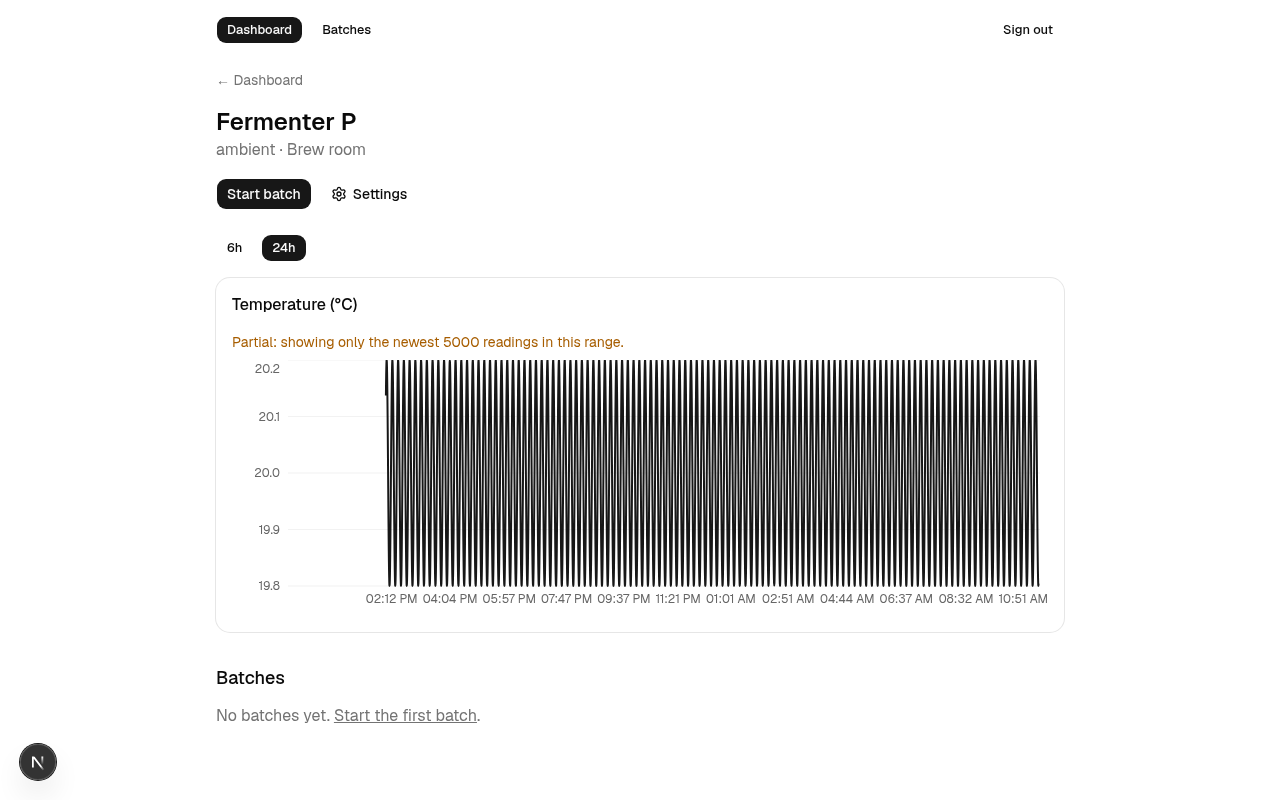 Dashboard Batches Sign out
← Dashboard
Fermenter P
ambient · Brew room
Start batch Settings
6h 24h
Temperature (°C)
Partial: showing only the newest 5000 readings in this range.
20.2
20.1
20.0
19.9
19.8
02:12 PM 04:04 PM 05:57 PM 07:47 PM 09:37 PM 11:21 PM 01:01 AM 02:51 AM 04:44 AM 06:37 AM 08:32 AM 10:51 AM
Batches
No batches yet. Start the first batch.
N